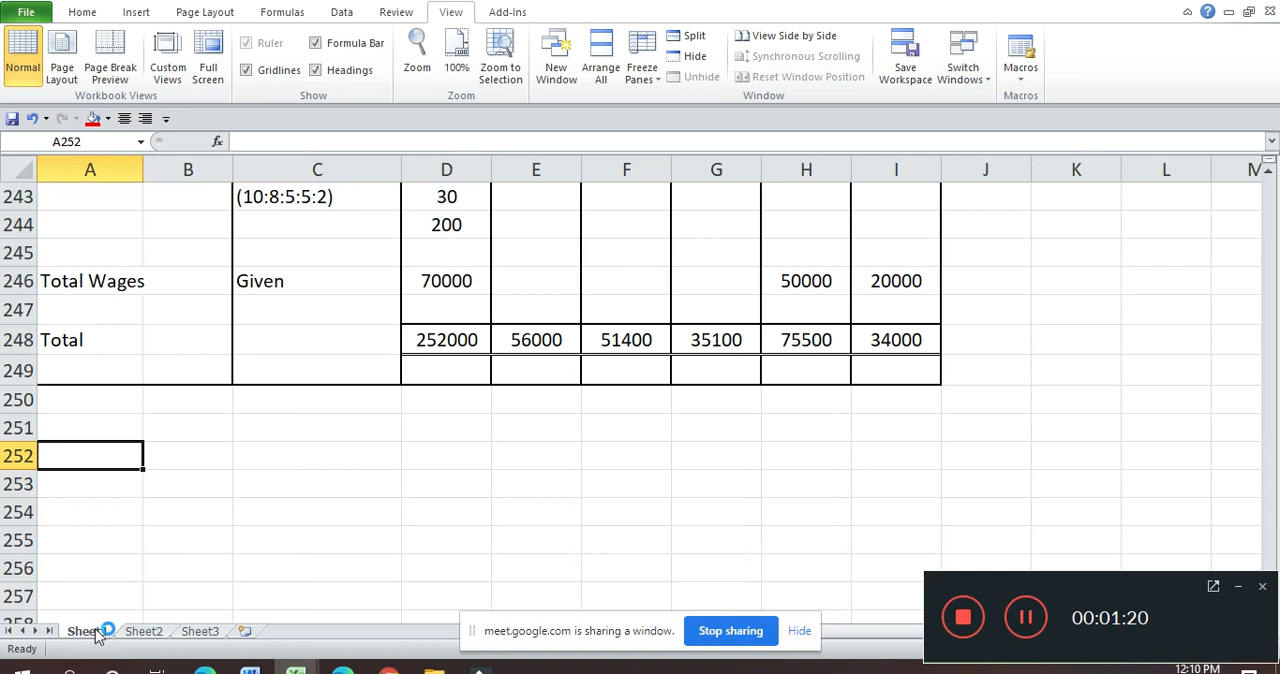 File Home Insert Page Layout Formulas Data Review View Add-Ins
Normal Page Layout Page Break Preview Custom Views Full Screen
Workbook Views
Ruler Formula Bar
Gridlines Headings
Show
Zoom 100% Zoom to Selection
Zoom
New Window Arrange All Freeze Panes
Split
Hide
Unhide
View Side by Side
Synchronous Scrolling
Reset Window Position
Save Workspace Switch Windows
Window
Macros
Macros
A252 fx
A B C D E F G H I J K L M
243 (10:8:5:5:2) 30
244 200
245
246 Total Wages Given 70000 50000 20000
247
248 Total 252000 56000 51400 35100 75500 34000
249
250
251
252
253
254
255
256
257
258
Sheet2 Sheet3
Ready
meet.google.com is sharing a window. Stop sharing Hide
00:01:20
12:10 PM